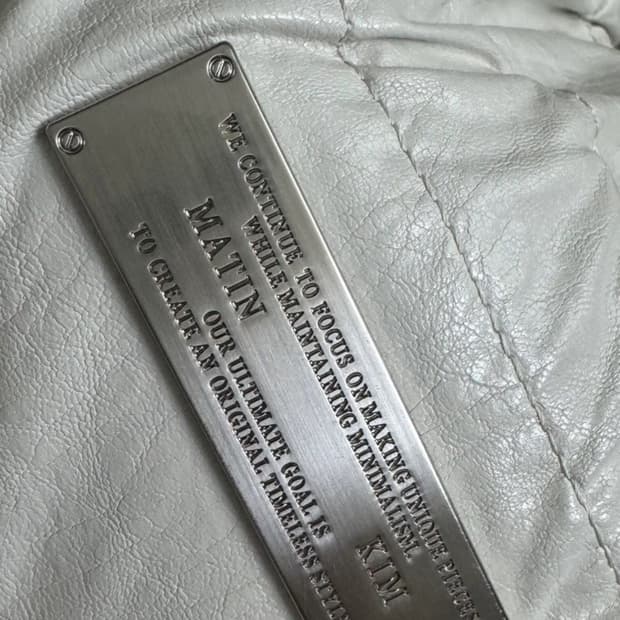 WE CONTINUE TO FOCUS ON MAKING UNIQUE PIECES
WHILE MAINTAINING MINIMALISM.
MATIN KIM
OUR ULTIMATE GOAL IS
TO CREATE AN ORIGINAL TIMELESS STYLE